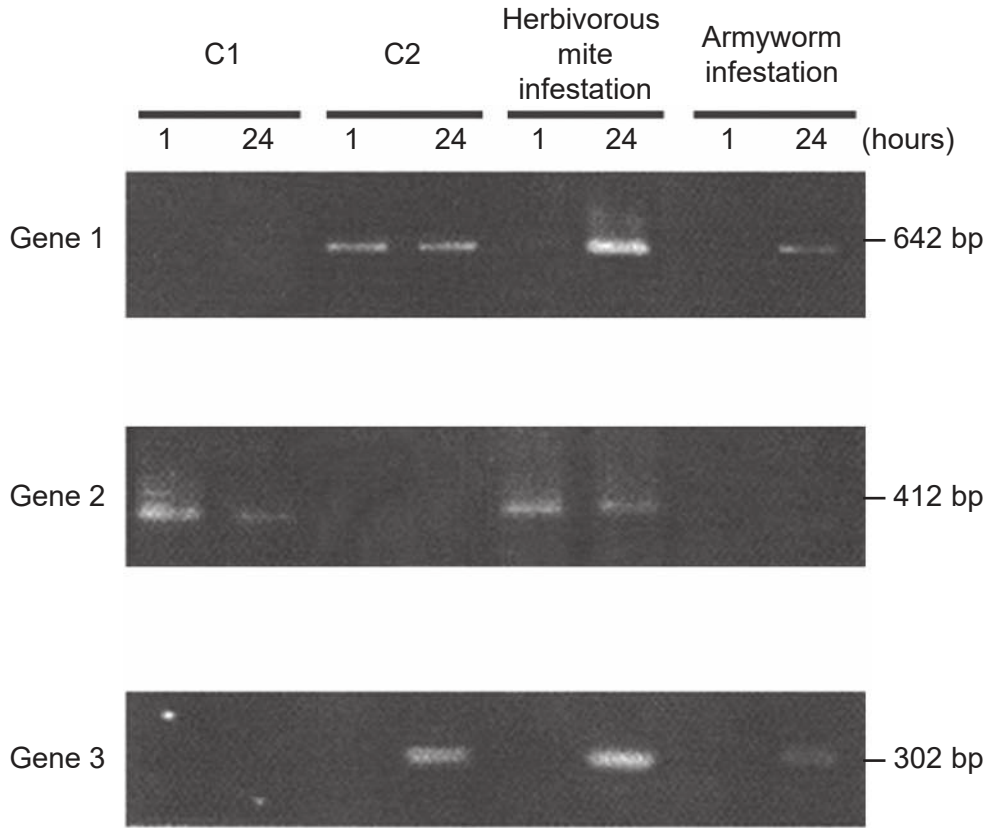 C1
C2
Herbivorous
mite
infestation
Armyworm
infestation
1 24 1 24 1 24 1 24 (hours)
Gene 1
642 bp
Gene 2
412 bp
Gene 3
302 bp